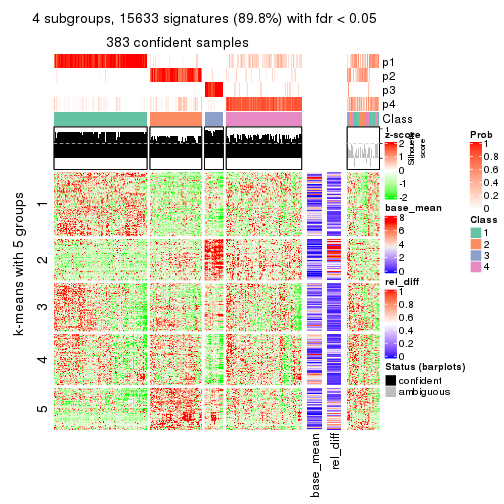 4 subgroups, 15633 signatures (89.8%) with fdr < 0.05
383 confident samples
p1
p2
p3
p4
Class
1
Silhouette
score
z-score
2
1
0
-1
-2
base_mean
8
6
4
2
0
rel_diff
1
0.8
0.6
0.4
0.2
0
Status (barplots)
confident
ambiguous
Prob
1
0.8
0.6
0.4
0.2
0
Class
1
2
3
4
k-means with 5 groups
1
2
3
4
5
base_mean
rel_diff